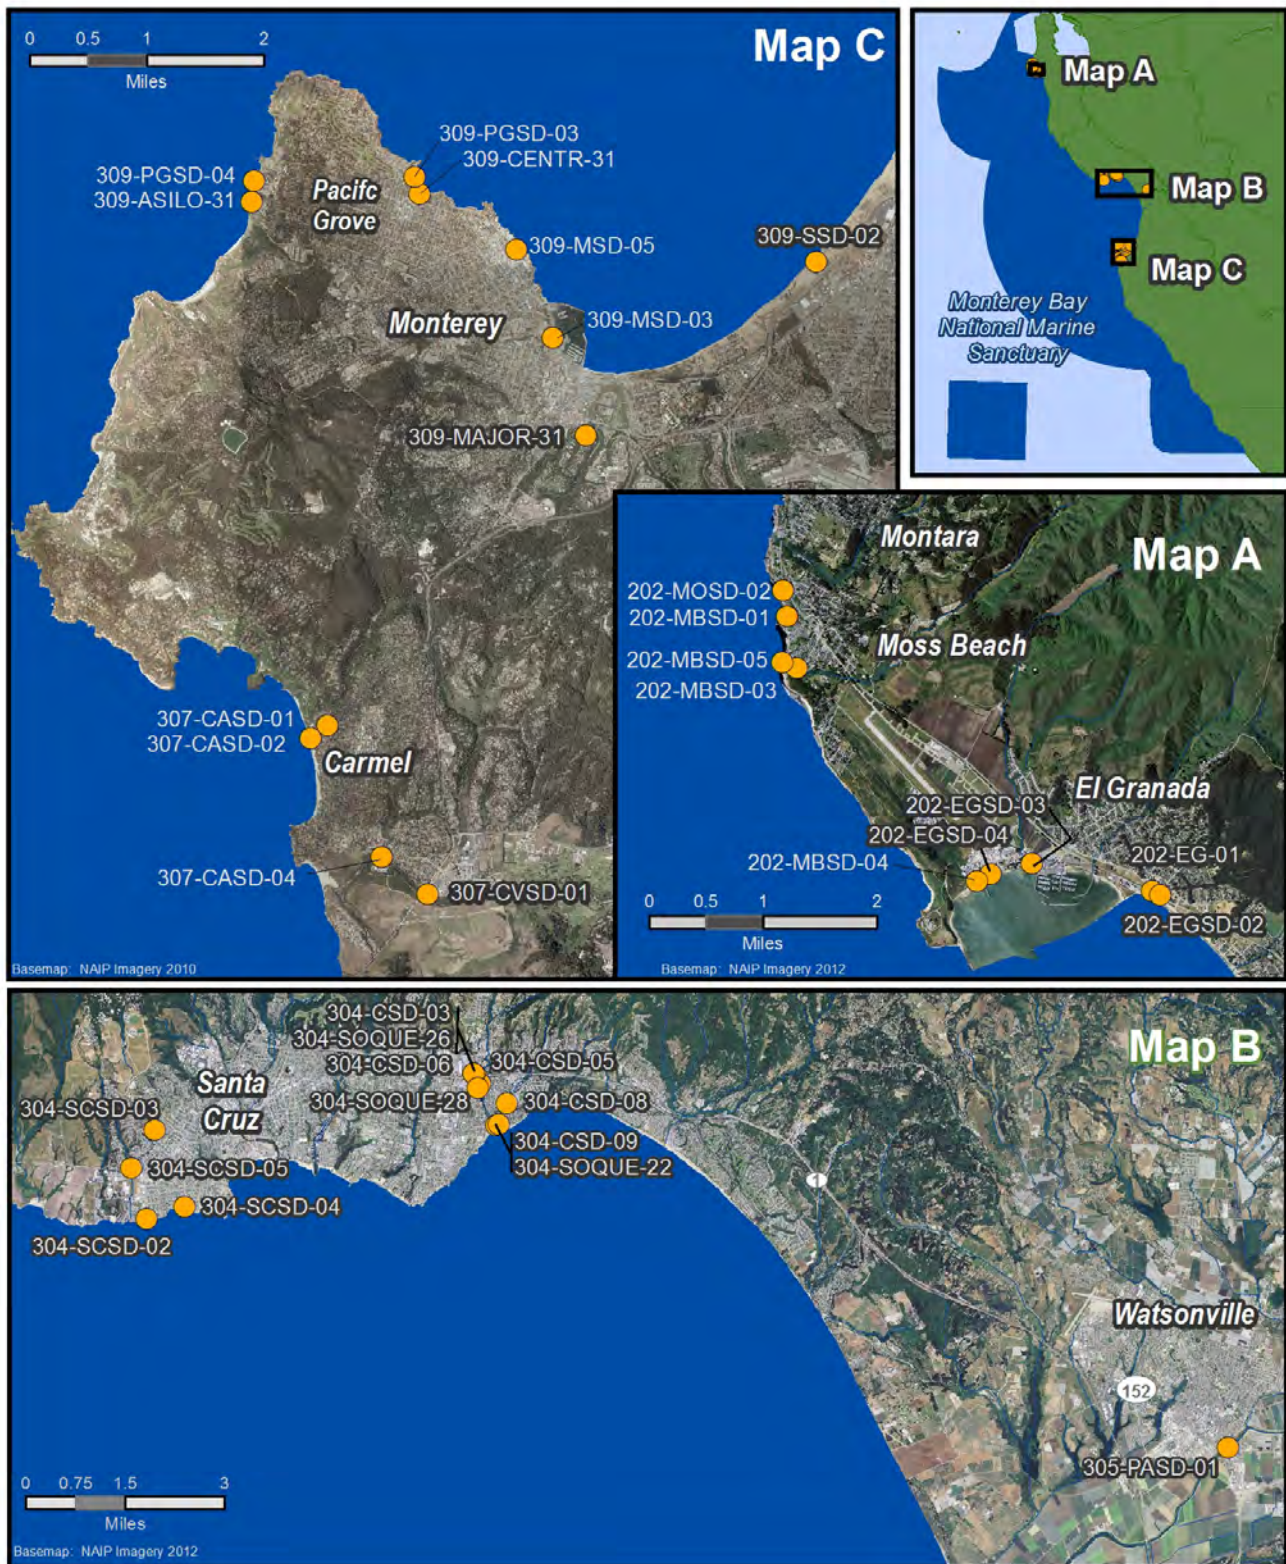 Map C
0 0.5 1 2
Miles
309-PGSD-03
309-CENTR-31
309-PGSD-04
309-ASILO-31
Pacifc
Grove
309-MSD-05
309-SSD-02
Monterey
309-MSD-03
309-MAJOR-31
307-CASD-01
307-CASD-02
Carmel
307-CASD-04
307-CVSD-01
Basemap: NAIP Imagery 2010
Map A
Map B
Map C
Monterey Bay
National Marine
Sanctuary
Map A
Montara
202-MOSD-02
202-MBSD-01
Moss Beach
202-MBSD-05
202-MBSD-03
El Granada
202-EGSD-03
202-EGSD-04
202-MBSD-04
202-EG-01
202-EGSD-02
0 0.5 1 2
Miles
Basemap: NAIP Imagery 2012
Map B
304-CSD-03
304-SOQUE-26
304-CSD-06
304-CSD-05
304-SOQUE-28
304-CSD-08
304-CSD-09
304-SOQUE-22
Santa
Cruz
304-SCSD-03
304-SCSD-05
304-SCSD-04
304-SCSD-02
1
Watsonville
152
305-PASD-01
0 0.75 1.5 3
Miles
Basemap: NAIP Imagery 2012